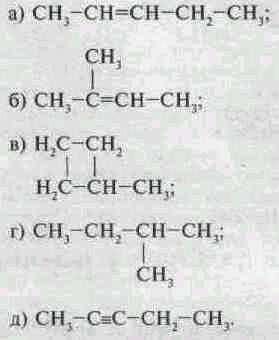 а) CH₃-CH=CH-CH₂-CH₃;
CH₃
|
б) CH₃-C=CH-CH₃;
в) H₂C-CH₂
| |
H₂C-CH-CH₃;
г) CH₃-CH₂-CH-CH₃;
|
CH₃
д) CH₃-C≡C-CH₂-CH₃.